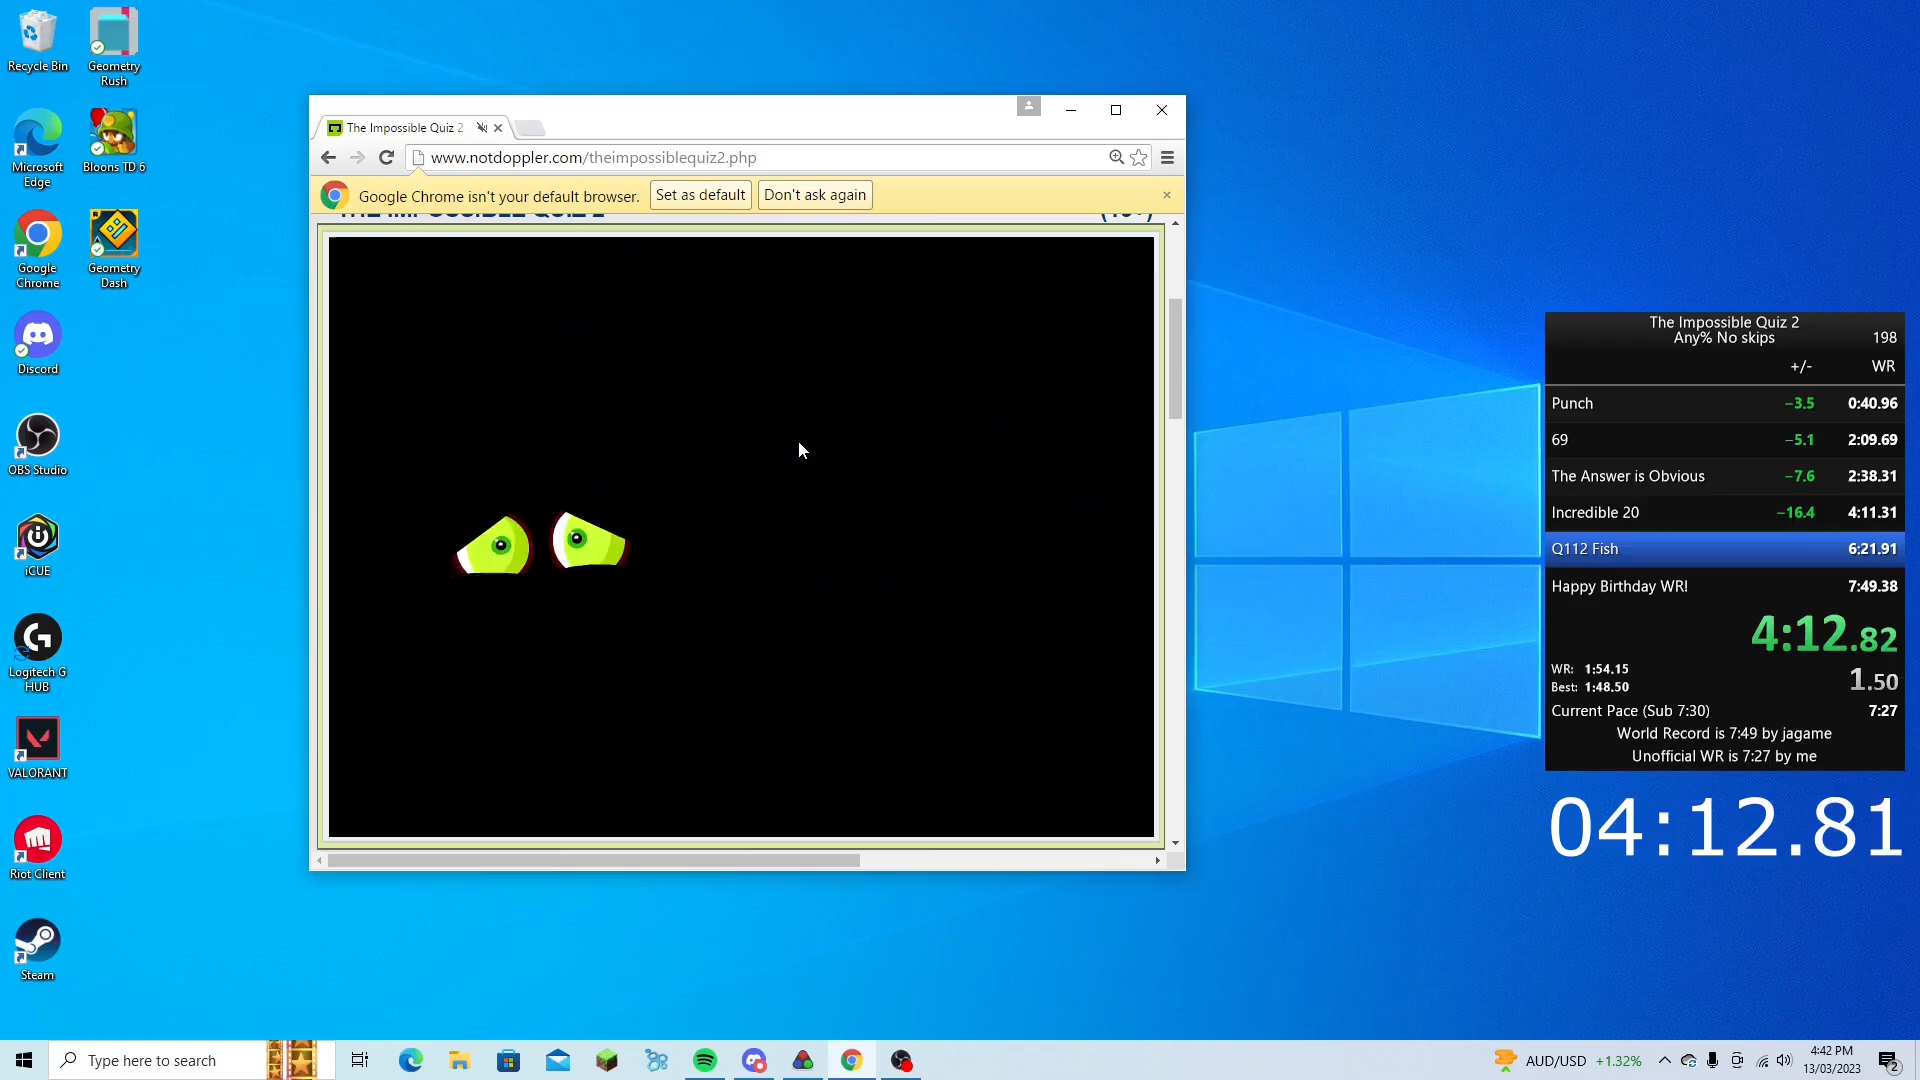 Recycle Bin
Geometry
Rush
Microsoft
Edge
Bloons TD 6
Google
Chrome
Geometry
Dash
Discord
OBS Studio
iCUE
Logitech G
HUB
VALORANT
Riot Client
Steam
The Impossible Quiz 2
www.notdoppler.com/theimpossiblequiz2.php
Google Chrome isn't your default browser.
Set as default
Don't ask again
THE IMPOSSIBLE QUIZ 2
The Impossible Quiz 2
Any% No skips
198
+/-
WR
Punch
−3.5
0:40.96
69
−5.1
2:09.69
The Answer is Obvious
−7.6
2:38.31
Incredible 20
−16.4
4:11.31
Q112 Fish
6:21.91
Happy Birthday WR!
7:49.38
4:12.82
WR: 1:54.15
Best: 1:48.50
1.50
Current Pace (Sub 7:30)
7:27
World Record is 7:49 by jagame
Unofficial WR is 7:27 by me
04:12.81
Type here to search
AUD/USD +1.32%
4:42 PM
13/03/2023
2